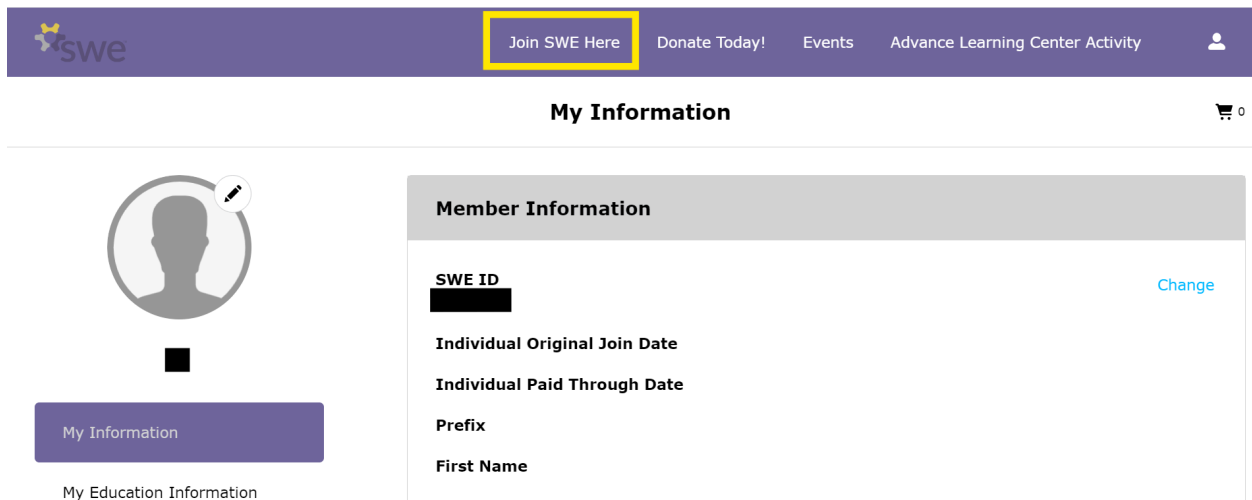 swe
Join SWE Here Donate Today! Events Advance Learning Center Activity
My Information
0
Member Information
SWE ID
Change
Individual Original Join Date
Individual Paid Through Date
Prefix
First Name
My Information
My Education Information